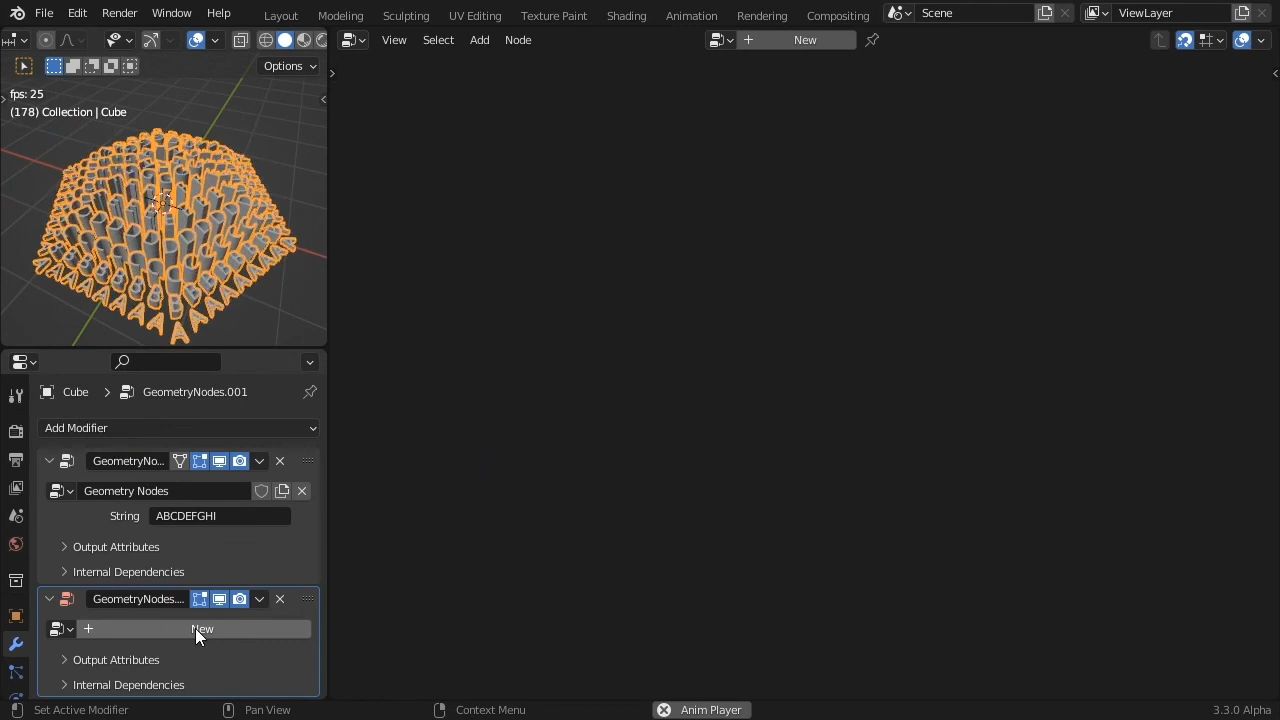 File Edit Render Window Help Layout Modeling Sculpting UV Editing Texture Paint Shading Animation Rendering Compositing Scene ViewLayer
View Select Add Node New
Options
fps: 25
(178) Collection | Cube
Cube GeometryNodes.001
Add Modifier
GeometryNo...
Geometry Nodes
String ABCDEFGHI
Output Attributes
Internal Dependencies
GeometryNodes....
New
Output Attributes
Internal Dependencies
Set Active Modifier Pan View Context Menu Anim Player 3.3.0 Alpha